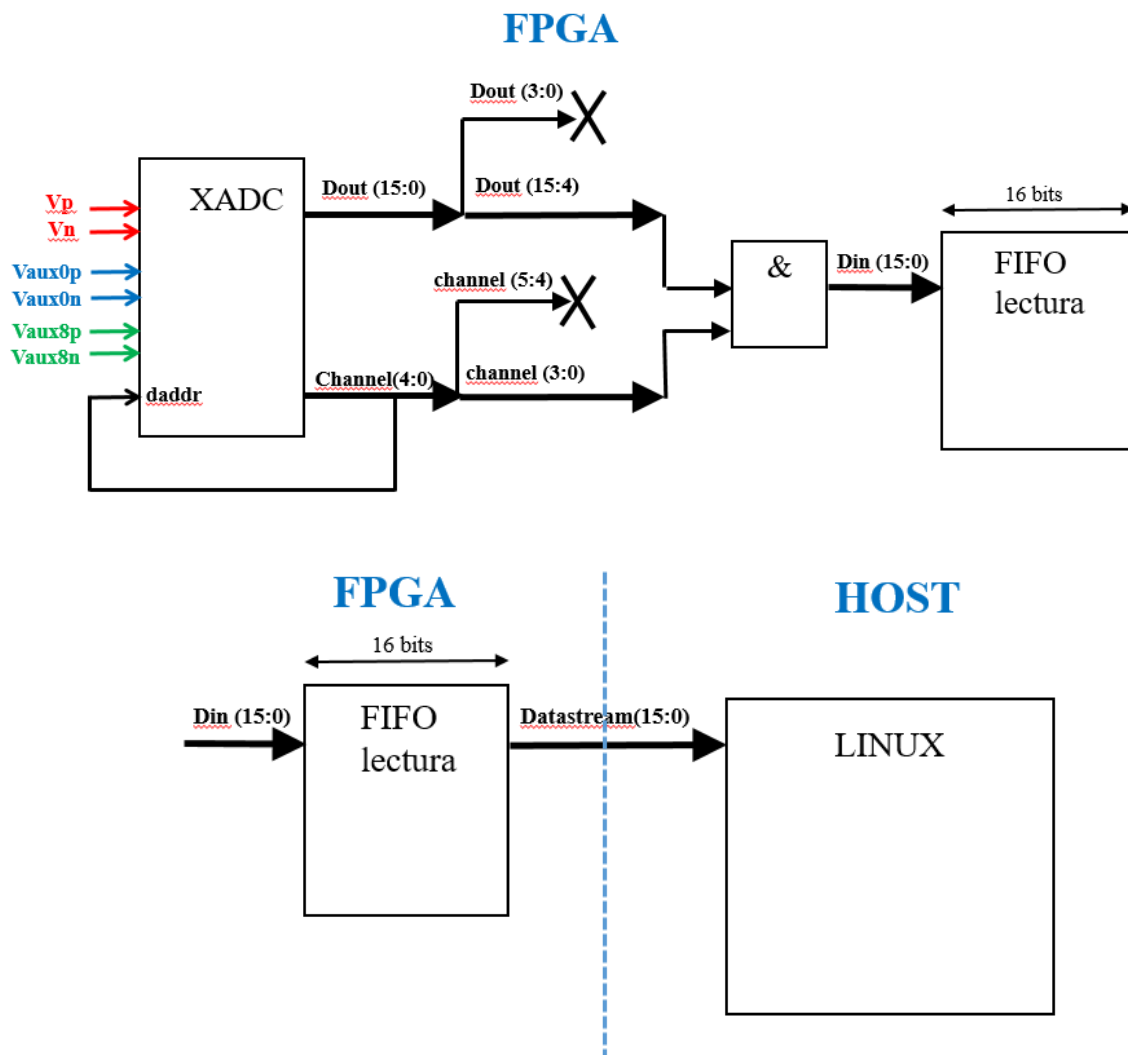 FPGA
Dout (3:0)
XADC
Dout (15:0)
Dout (15:4)
16 bits
Vp
Vn
Vaux0p
Vaux0n
Vaux8p
Vaux8n
daddr
channel (5:4)
&
Din (15:0)
FIFO
lectura
Channel(4:0)
channel (3:0)
FPGA
HOST
16 bits
Din (15:0)
FIFO
lectura
Datastream(15:0)
LINUX